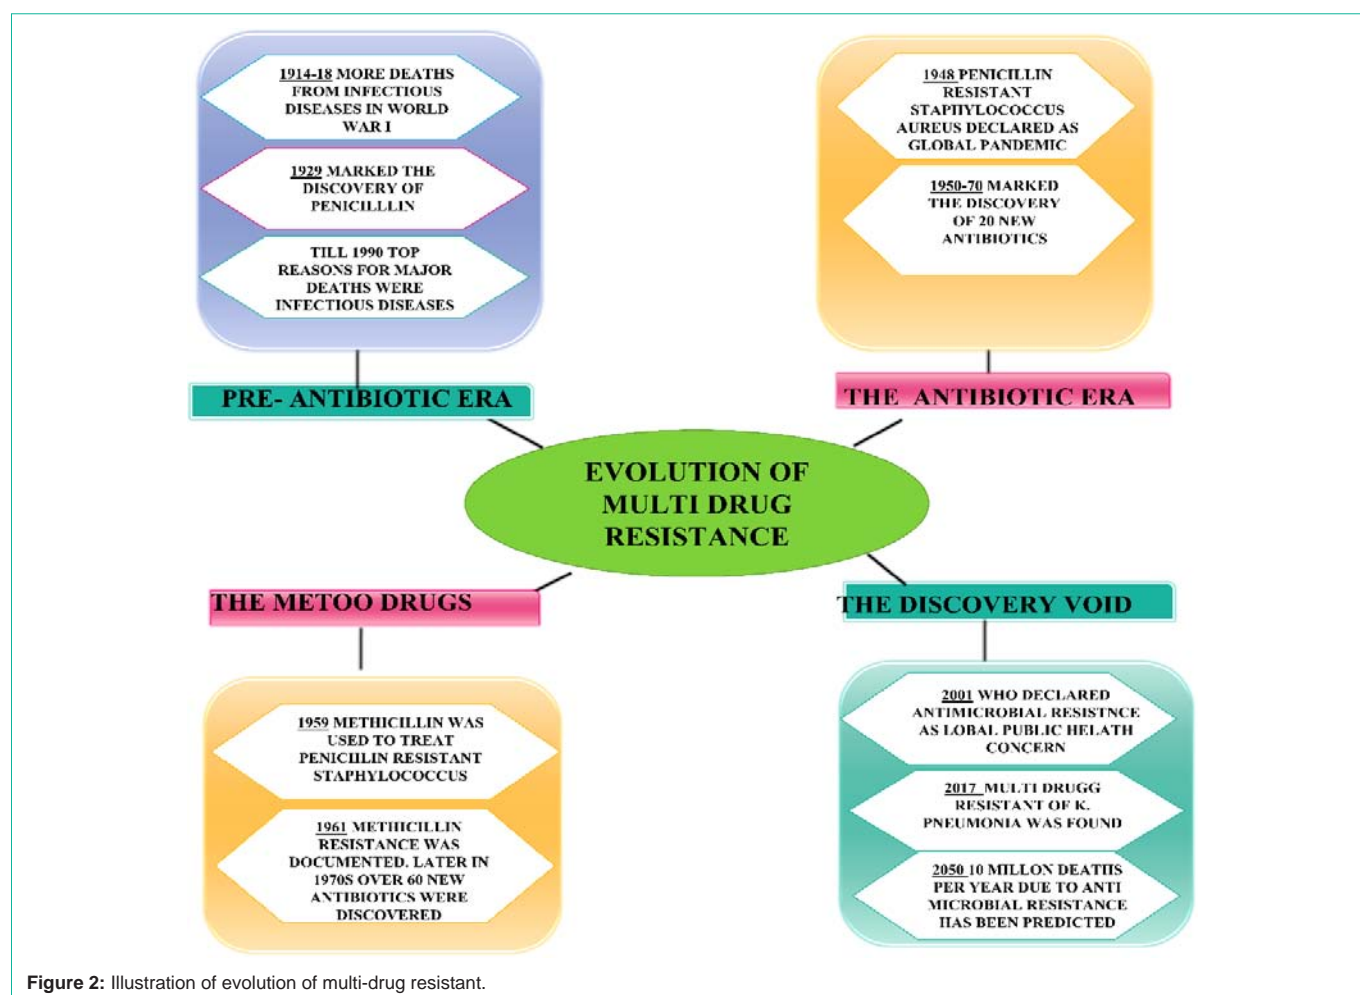 1914-18 MORE DEATHS
FROM INFECTIOUS
DISEASES IN WORLD
WAR I
1929 MARKED THE
DISCOVERY OF
PENICILLLIN
TILL 1990 TOP
REASONS FOR MAJOR
DEATHS WERE
INFECTIOUS DISEASES
PRE- ANTIBIOTIC ERA
1948 PENICILLIN
RESISTANT
STAPHYLOCOCCUS
AUREUS DECLARED AS
GLOBAL PANDEMIC
1950-70 MARKED
THE DISCOVERY
OF 20 NEW
ANTIBIOTICS
THE ANTIBIOTIC ERA
EVOLUTION OF
MULTI DRUG
RESISTANCE
THE METOO DRUGS
1959 METHICILLIN WAS
USED TO TREAT
PENICILIN RESISTANT
STAPHYLOCOCCUS
1961 METHICILLIN
RESISTANCE WAS
DOCUMENTED. LATER IN
1970S OVER 60 NEW
ANTIBIOTICS WERE
DISCOVERED
THE DISCOVERY VOID
2001 WHO DECLARED
ANTIMICROBIAL RESISTNCE
AS LOBAL PUBLIC HELATH
CONCERN
2017 MULTI DRUGG
RESISTANT OF K.
PNEUMONIA WAS FOUND
2050 10 MILLON DEATHS
PER YEAR DUE TO ANTI
MICROBIAL RESISTANCE
HAS BEEN PREDICTED
Figure 2: Illustration of evolution of multi-drug resistant.